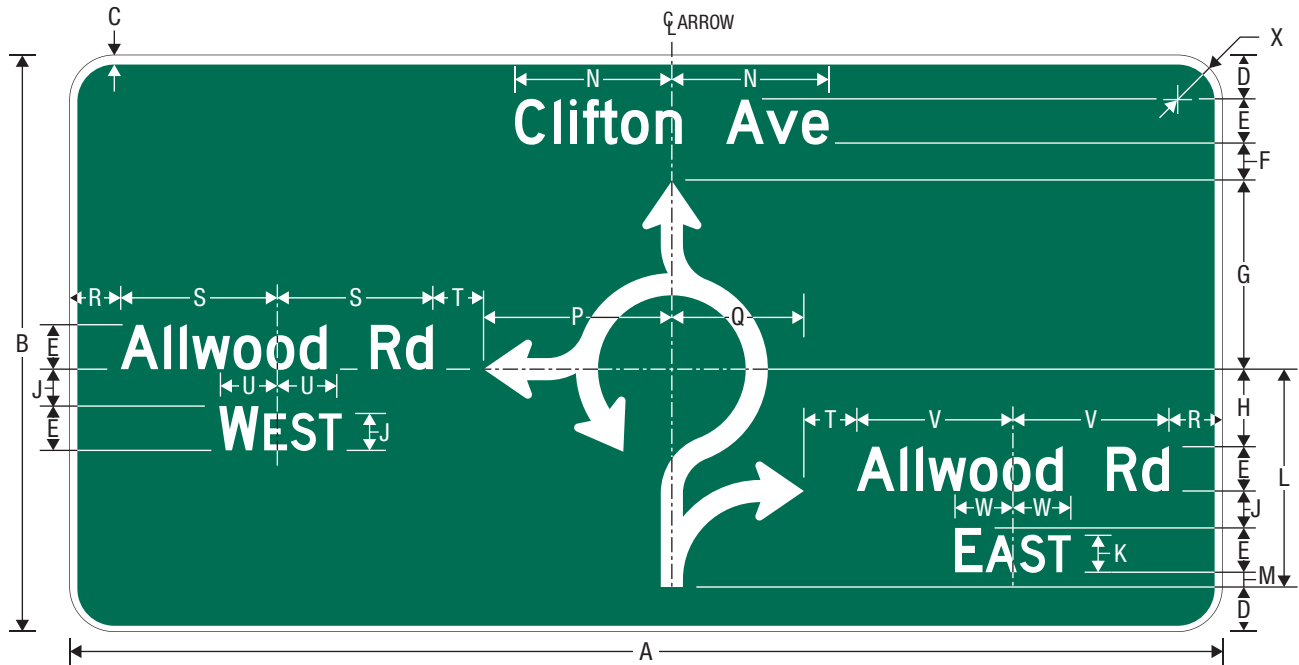 C
℄ ARROW
X
N N
D
Clifton Ave
E
F
G
R S S T
P Q
B
E
Allwood Rd
J
U U
E
WEST
J
H
T V V R
Allwood Rd
E
L
W W
J
EAST
K
E
M
D
A